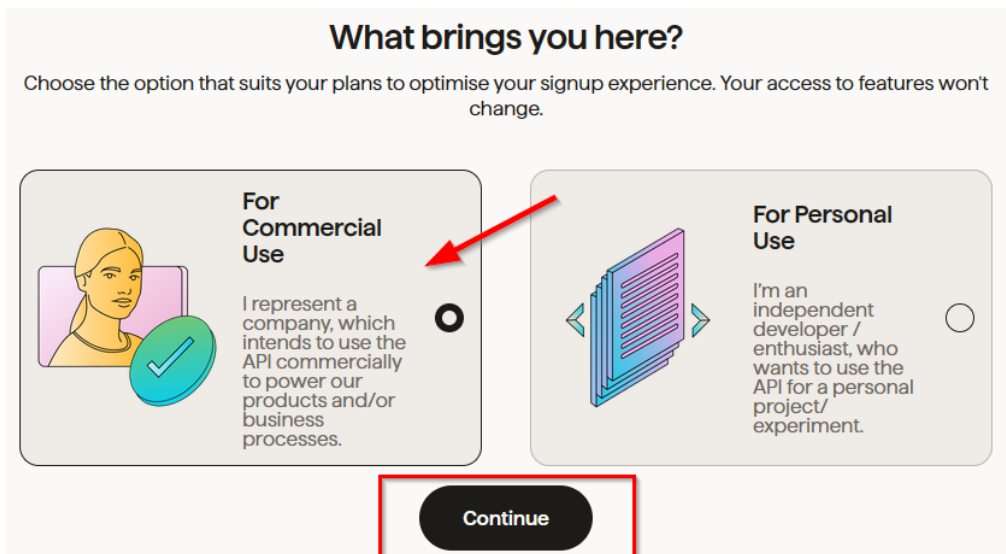 What brings you here?
Choose the option that suits your plans to optimise your signup experience. Your access to features won't
change.
For
Commercial
Use
I represent a
company, which
intends to use the
API commercially
to power our
products and/or
business
processes.
For Personal
Use
I'm an
independent
developer /
enthusiast, who
wants to use the
API for a personal
project/
experiment.
Continue